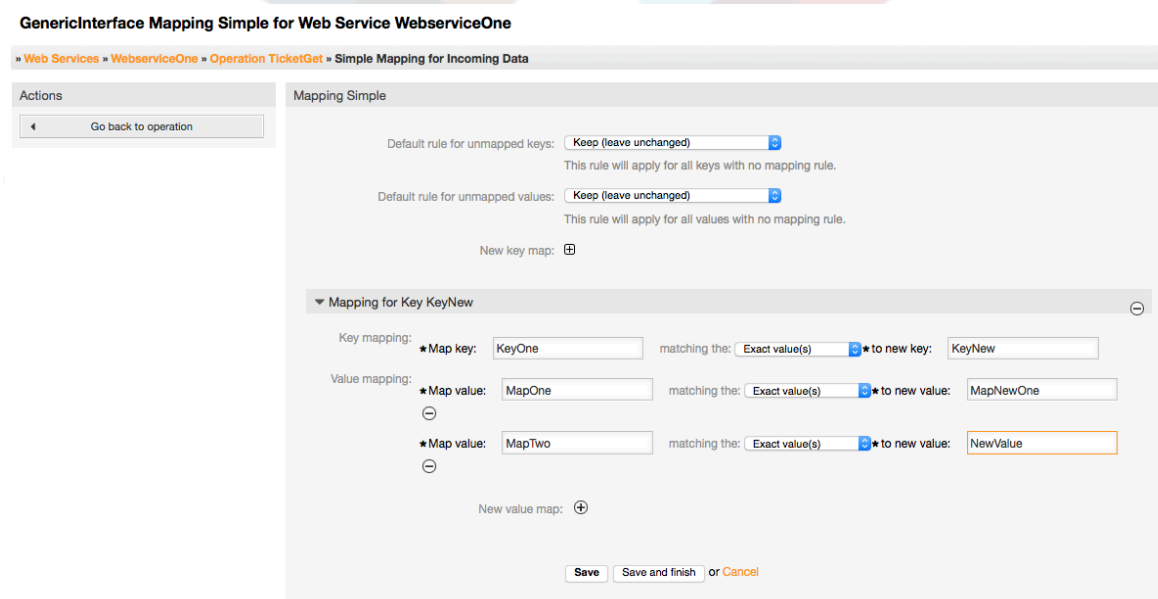 GenericInterface Mapping Simple for Web Service WebserviceOne
» Web Services » WebserviceOne » Operation TicketGet » Simple Mapping for Incoming Data
Actions
Go back to operation
Mapping Simple
Default rule for unmapped keys: Keep (leave unchanged)
This rule will apply for all keys with no mapping rule.
Default rule for unmapped values: Keep (leave unchanged)
This rule will apply for all values with no mapping rule.
New key map:
Mapping for Key KeyNew
Key mapping: ★ Map key: KeyOne matching the: Exact value(s) ★ to new key: KeyNew
Value mapping: ★ Map value: MapOne matching the: Exact value(s) ★ to new value: MapNewOne
★ Map value: MapTwo matching the: Exact value(s) ★ to new value: NewValue
New value map:
Save Save and finish or Cancel